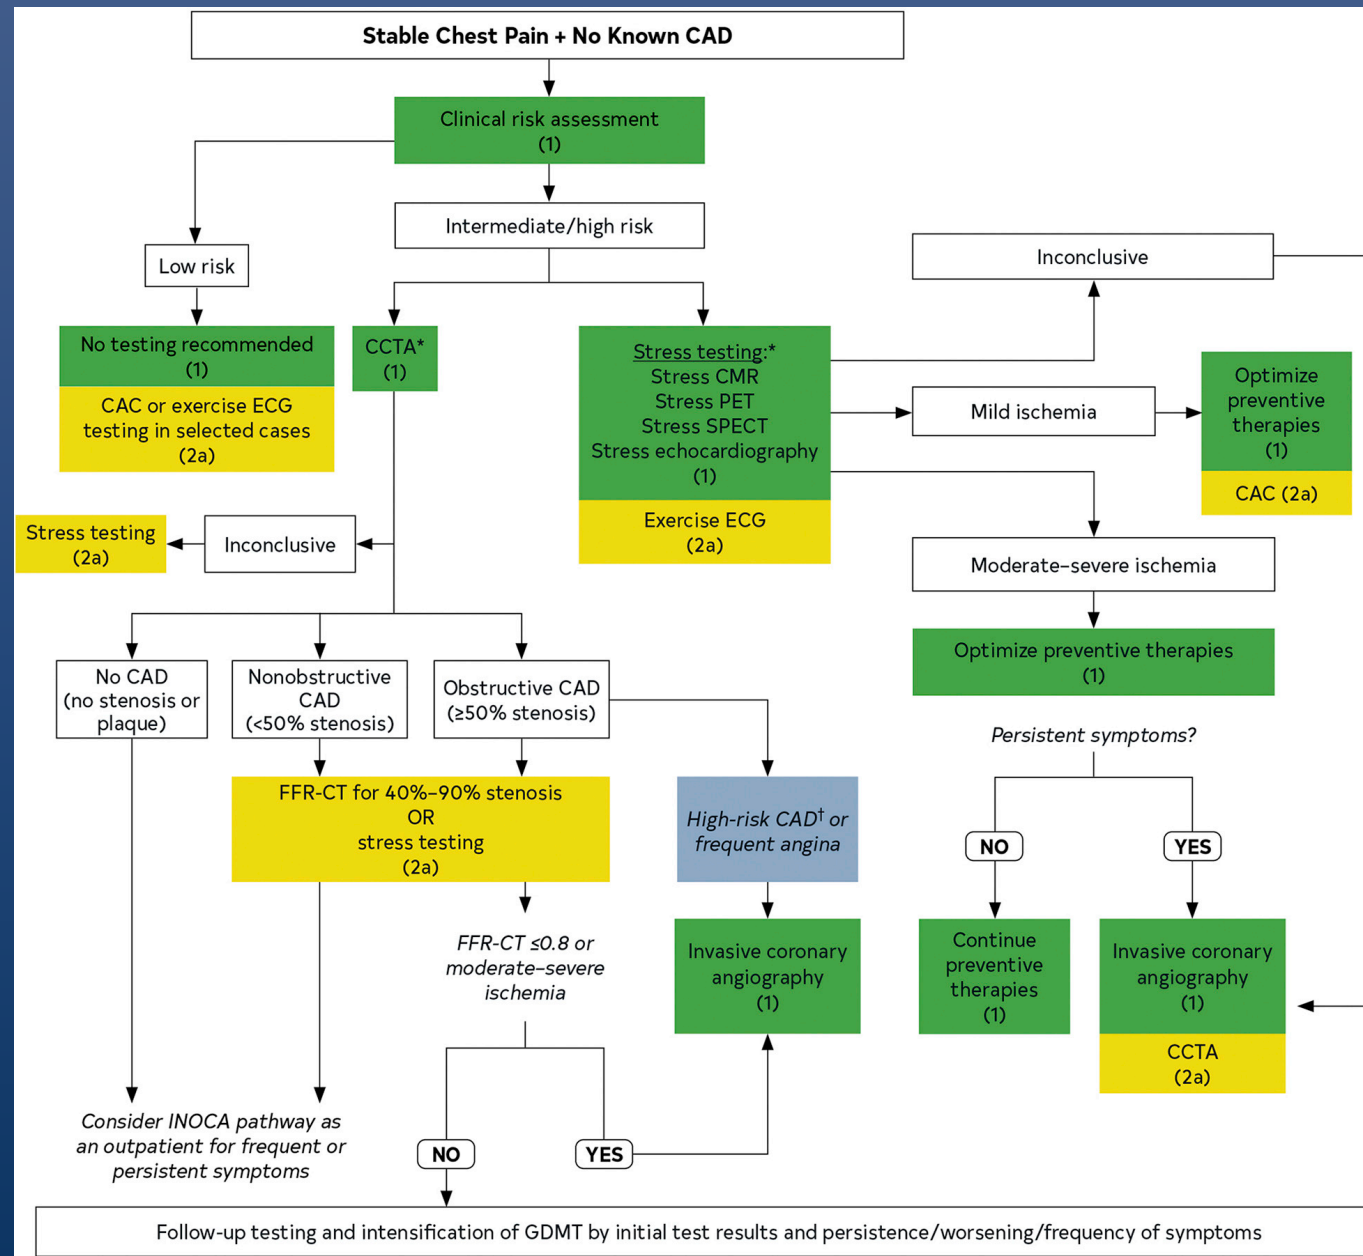 Stable Chest Pain + No Known CAD
Clinical risk assessment
(1)
Intermediate/high risk
Low risk
No testing recommended
(1)
CAC or exercise ECG
testing in selected cases
(2a)
CCTA*
(1)
Stress testing:*
Stress CMR
Stress PET
Stress SPECT
Stress echocardiography
(1)
Exercise ECG
(2a)
Inconclusive
Mild ischemia
Optimize
preventive
therapies
(1)
CAC (2a)
Moderate–severe ischemia
Optimize preventive therapies
(1)
Persistent symptoms?
NO
YES
Continue
preventive
therapies
(1)
Invasive coronary
angiography
(1)
CCTA
(2a)
Inconclusive
Stress testing
(2a)
No CAD
(no stenosis or
plaque)
Nonobstructive
CAD
(<50% stenosis)
Obstructive CAD
(≥50% stenosis)
FFR-CT for 40%–90% stenosis
OR
stress testing
(2a)
High-risk CAD† or
frequent angina
Invasive coronary
angiography
(1)
FFR-CT ≤0.8 or
moderate–severe
ischemia
NO
YES
Consider INOCA pathway as
an outpatient for frequent or
persistent symptoms
Follow-up testing and intensification of GDMT by initial test results and persistence/worsening/frequency of symptoms